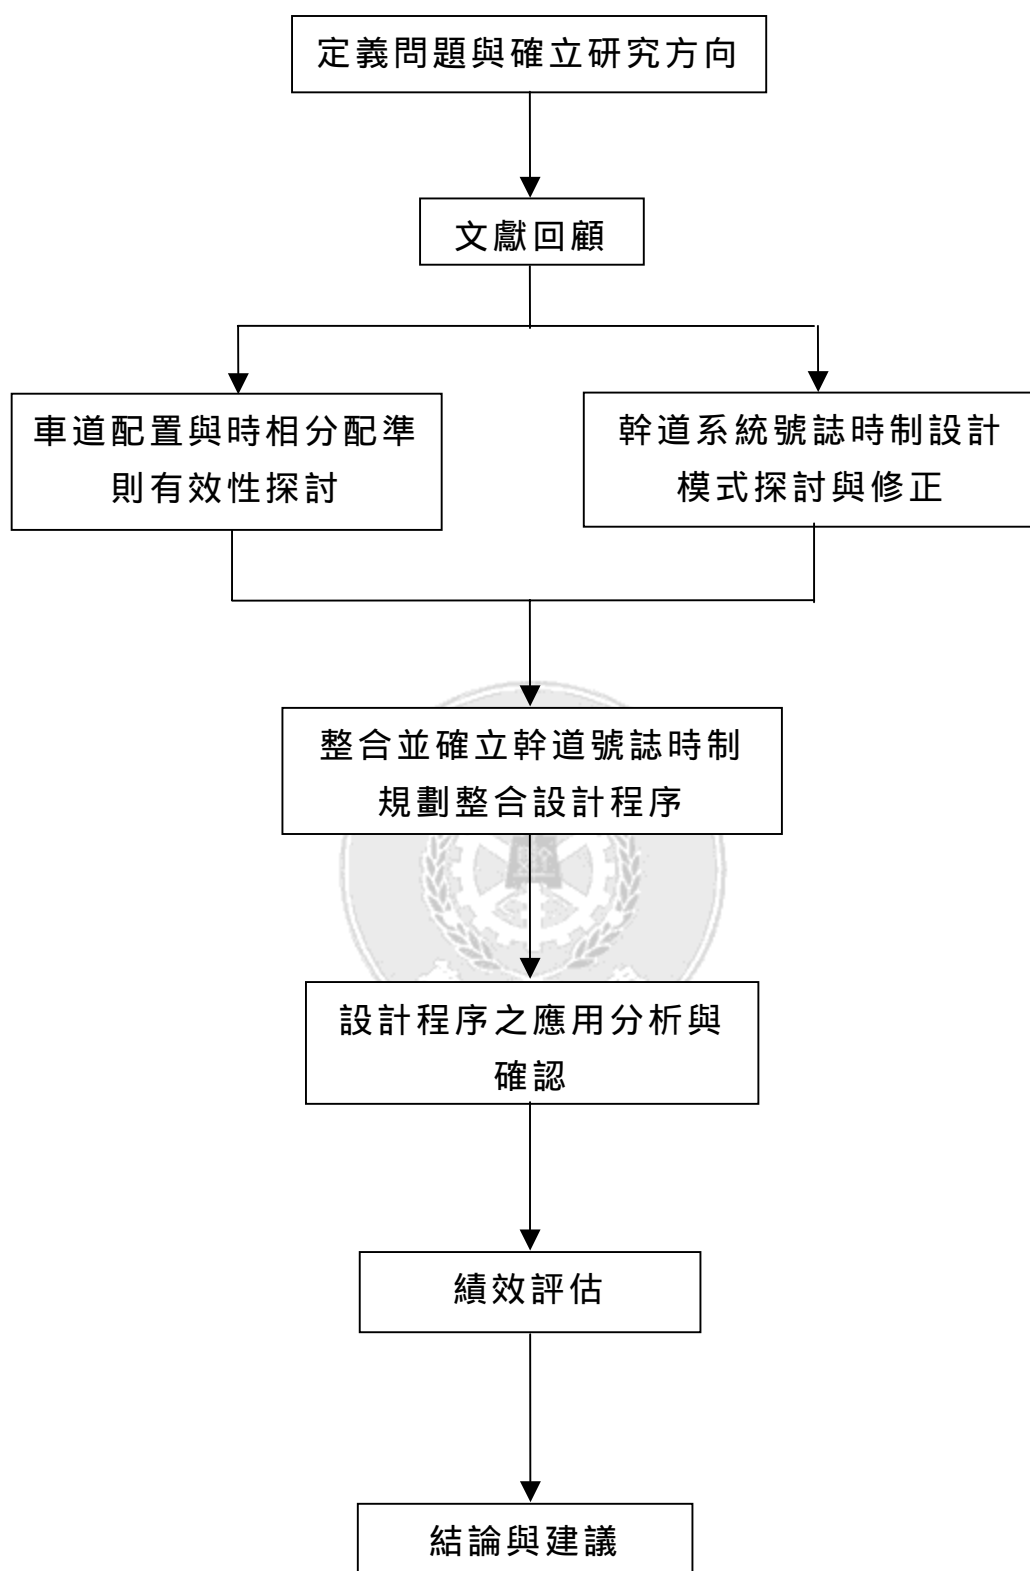 定義問題與確立研究方向
文獻回顧
車道配置與時相分配準
則有效性探討
幹道系統號誌時制設計
模式探討與修正
整合並確立幹道號誌時制
規劃整合設計程序
設計程序之應用分析與
確認
績效評估
結論與建議